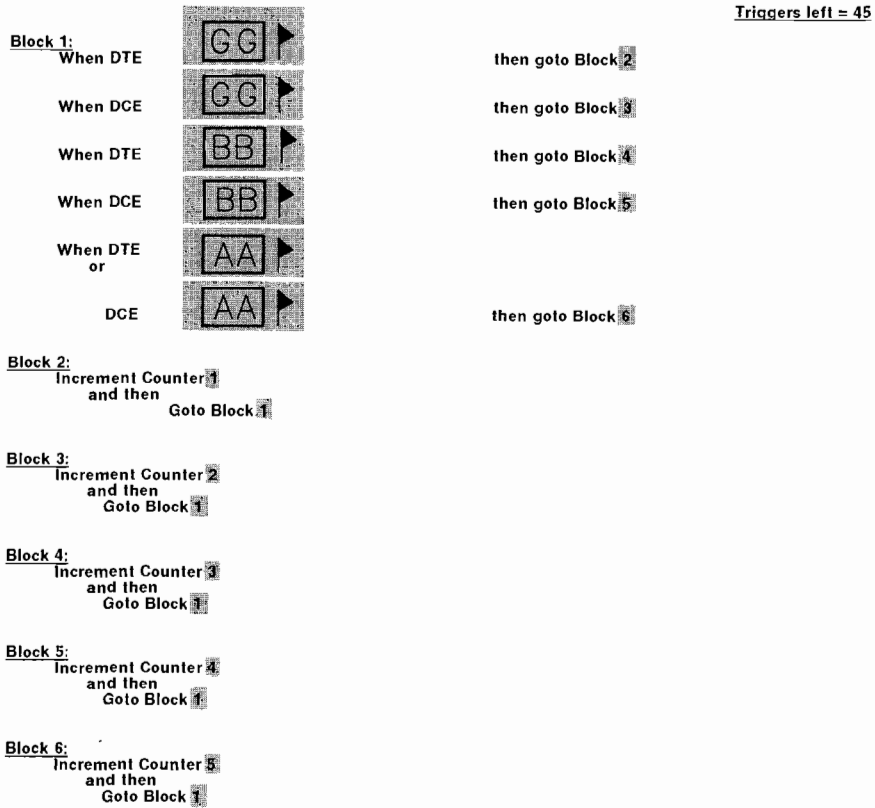 Triggers left = 45
Block 1:
When DTE GG then goto Block 2
When DCE GG then goto Block 3
When DTE BB then goto Block 4
When DCE BB then goto Block 5
When DTE AA
or
DCE AA then goto Block 6
Block 2:
Increment Counter 1
and then
Goto Block 1
Block 3:
Increment Counter 2
and then
Goto Block 1
Block 4:
Increment Counter 3
and then
Goto Block 1
Block 5:
Increment Counter 4
and then
Goto Block 1
Block 6:
Increment Counter 5
and then
Goto Block 1